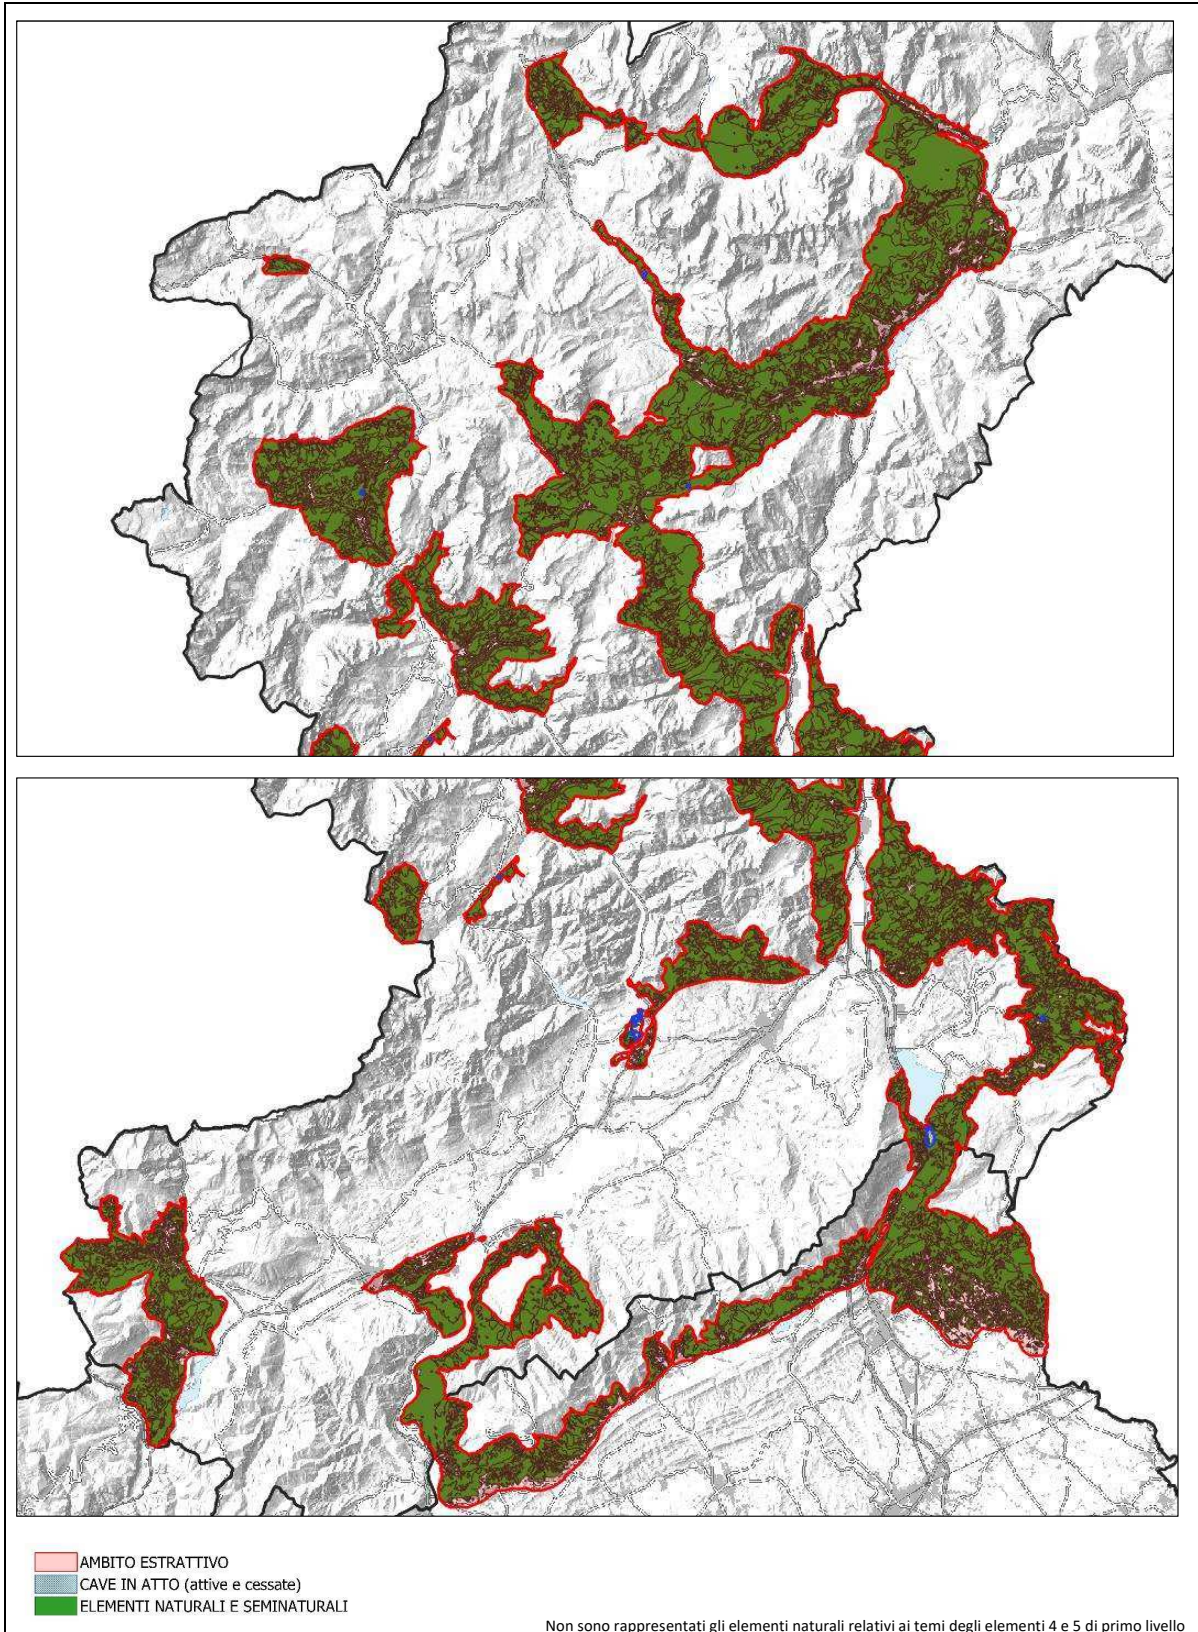 AMBITO ESTRATTIVO
CAVE IN ATTO (attive e cessate)
ELEMENTI NATURALI E SEMINATURALI
Non sono rappresentati gli elementi naturali relativi ai temi degli elementi 4 e 5 di primo livello